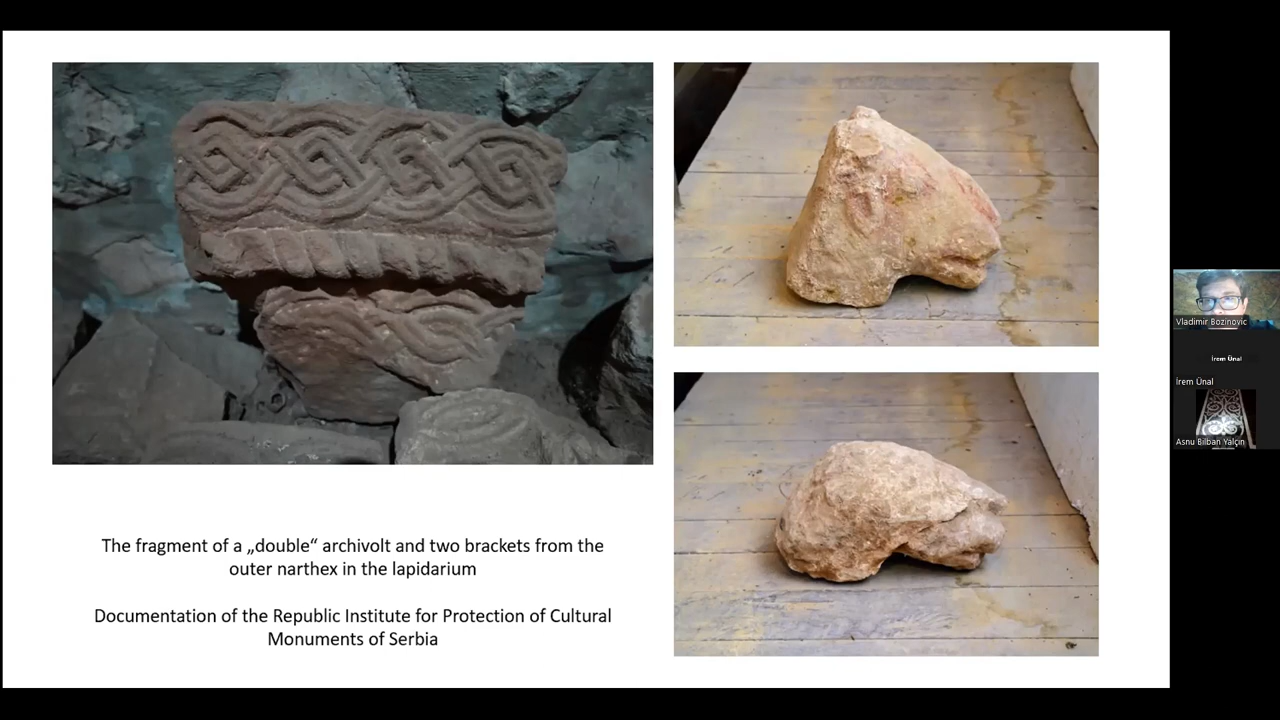 The fragment of a „double“ archivolt and two brackets from the
outer narthex in the lapidarium
Documentation of the Republic Institute for Protection of Cultural
Monuments of Serbia
Vladimir Bozinovic
İrem Ünal
İrem Ünal
Asnu Bilban Yalçın